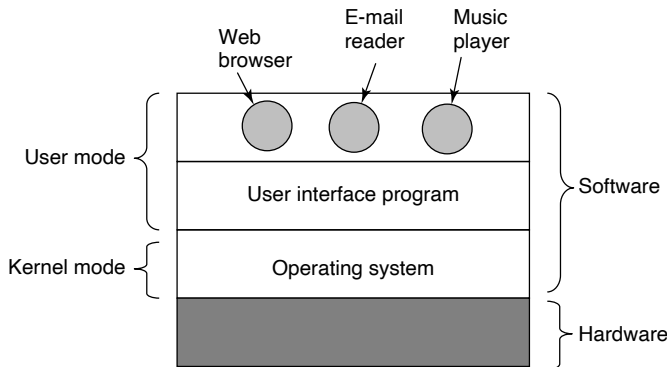 Web
browser
E-mail
reader
Music
player
User mode
User interface program
Software
Kernel mode
Operating system
Hardware